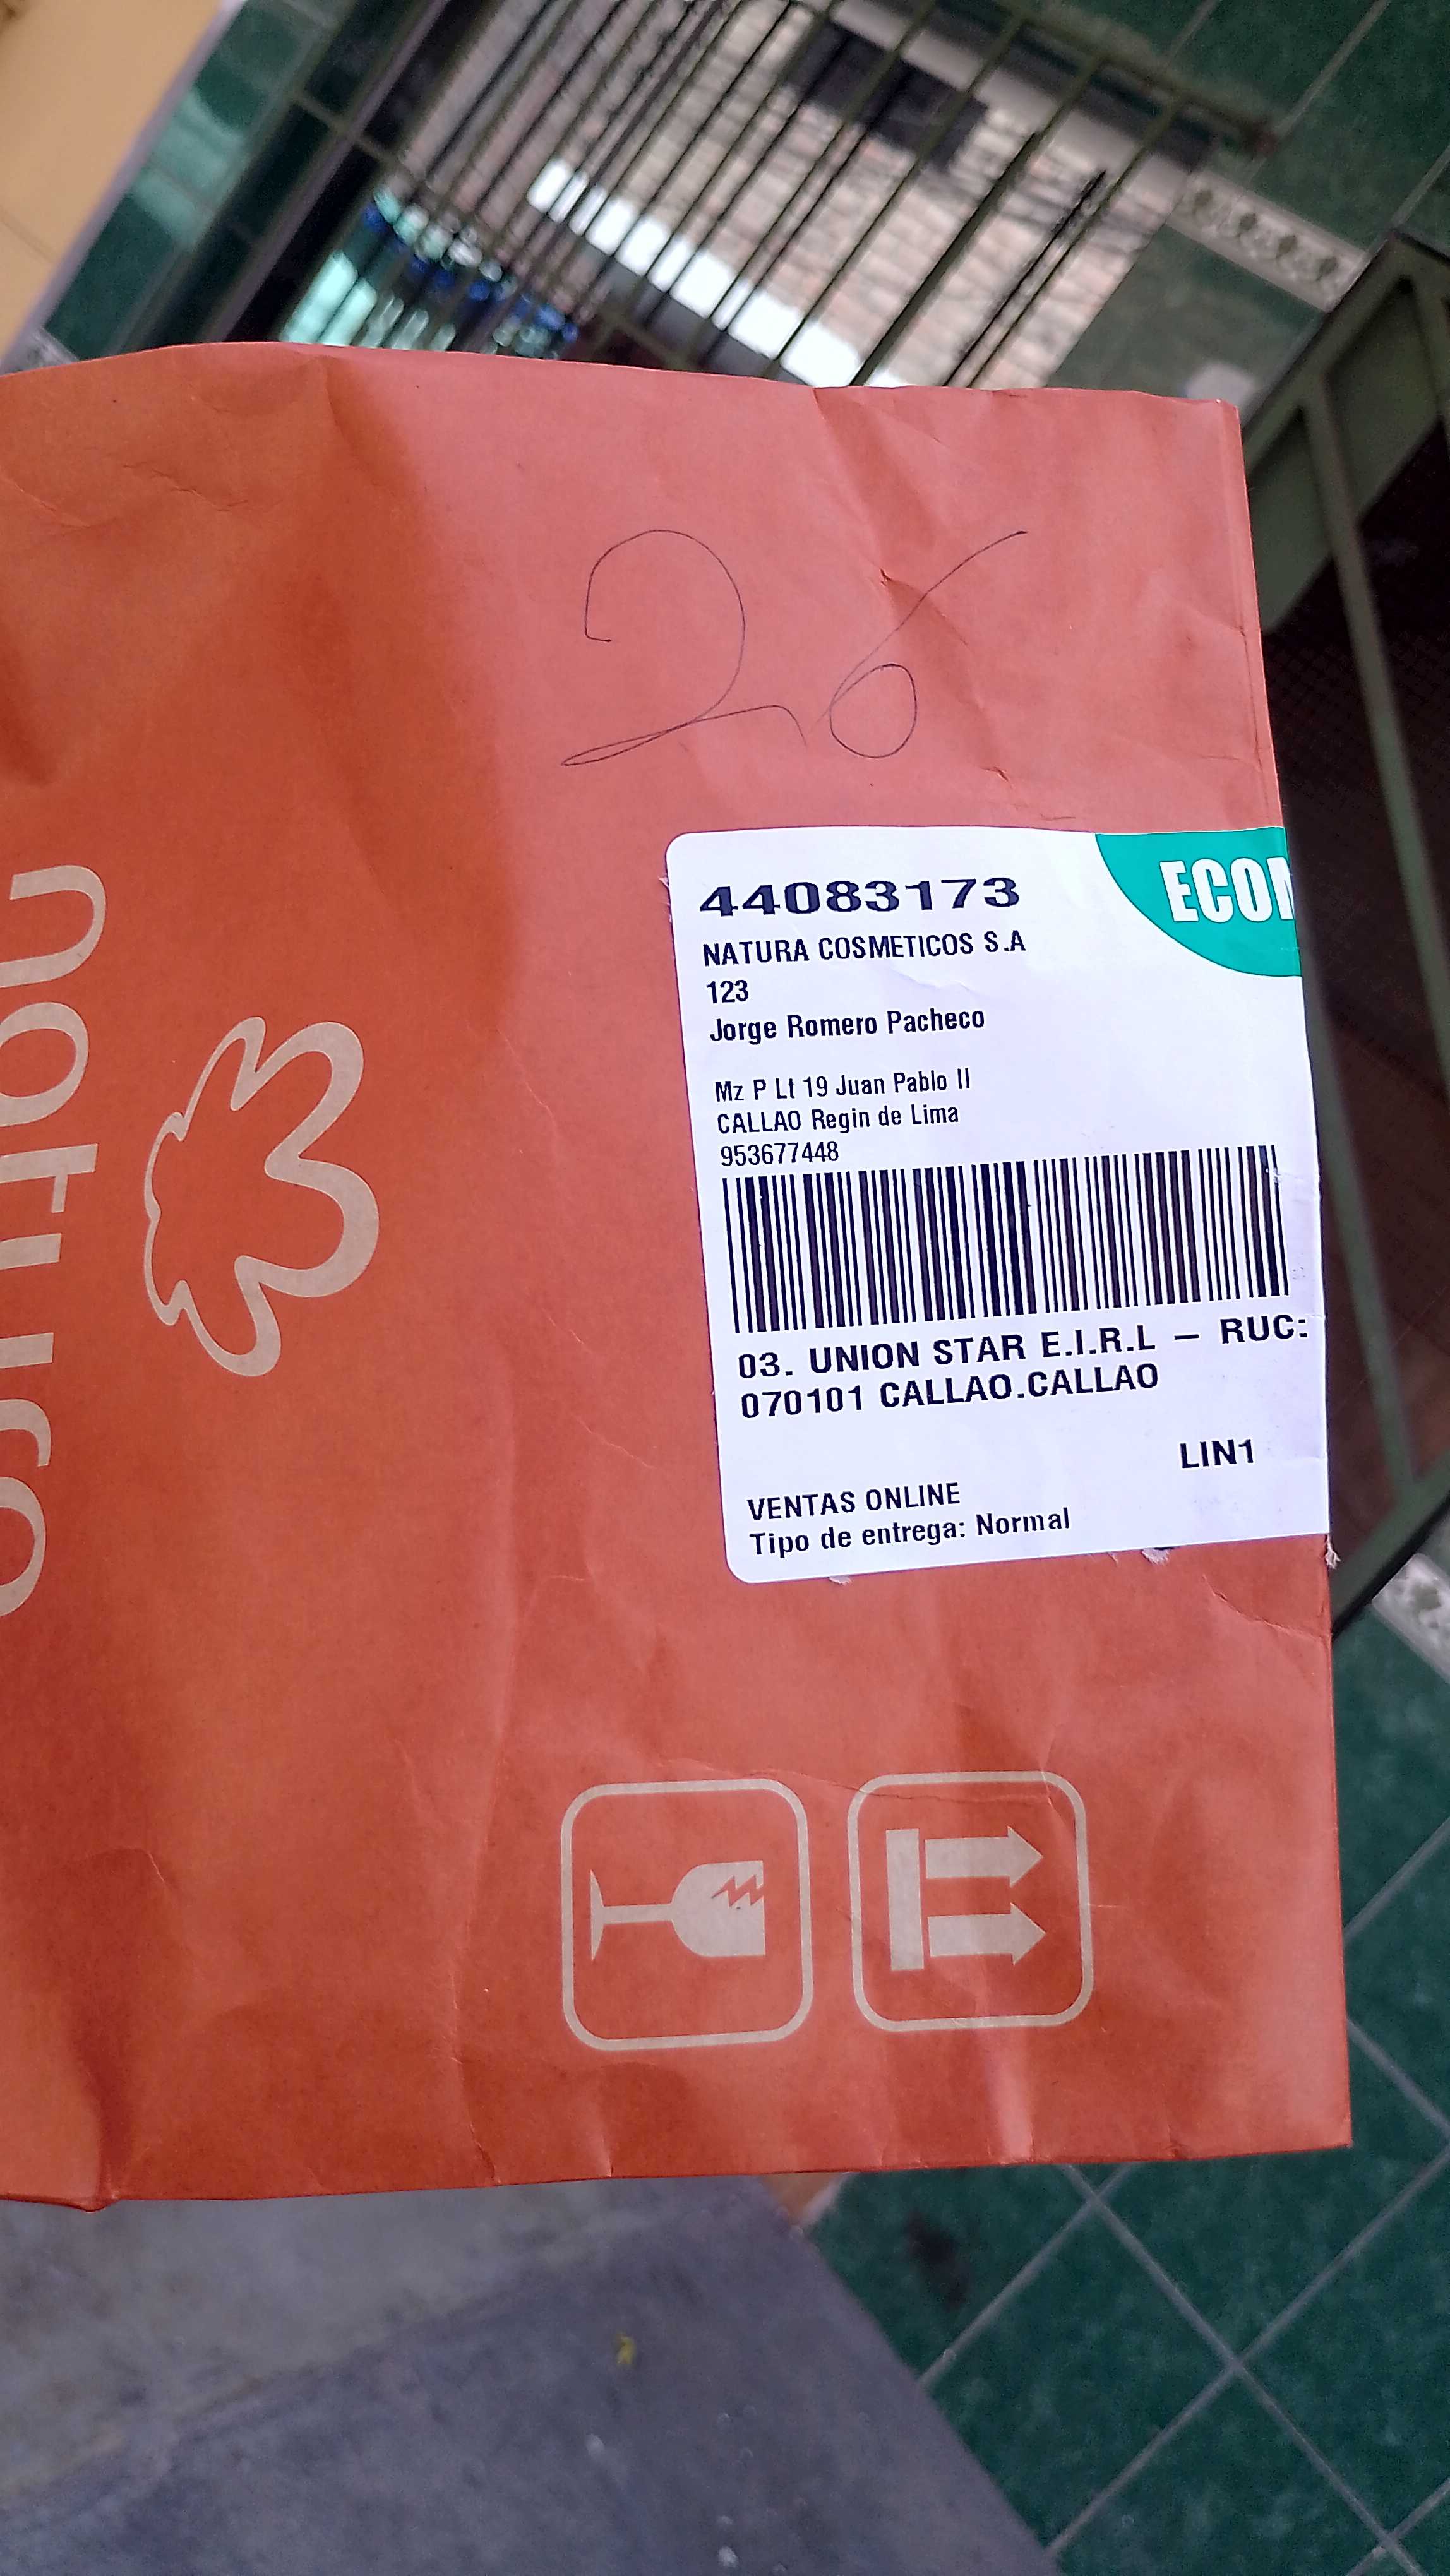 26
44083173
ECOM
NATURA COSMETICOS S.A
123
Jorge Romero Pacheco
Mz P Lt 19 Juan Pablo II
CALLAO Regin de Lima
953677448
03. UNION STAR E.I.R.L – RUC:
070101 CALLAO.CALLAO
LIN1
VENTAS ONLINE
Tipo de entrega: Normal
natura